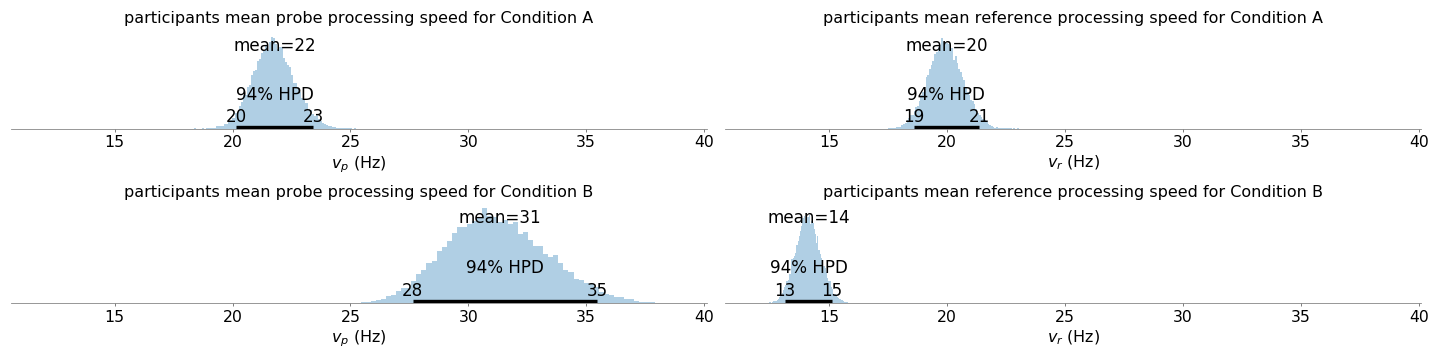 participants mean probe processing speed for Condition A
mean=22
94% HPD
20 23
15 20 25 30 35 40
v_p (Hz)
participants mean reference processing speed for Condition A
mean=20
94% HPD
19 21
15 20 25 30 35 40
v_r (Hz)
participants mean probe processing speed for Condition B
mean=31
94% HPD
28 35
15 20 25 30 35 40
v_p (Hz)
participants mean reference processing speed for Condition B
mean=14
94% HPD
13 15
15 20 25 30 35 40
v_r (Hz)